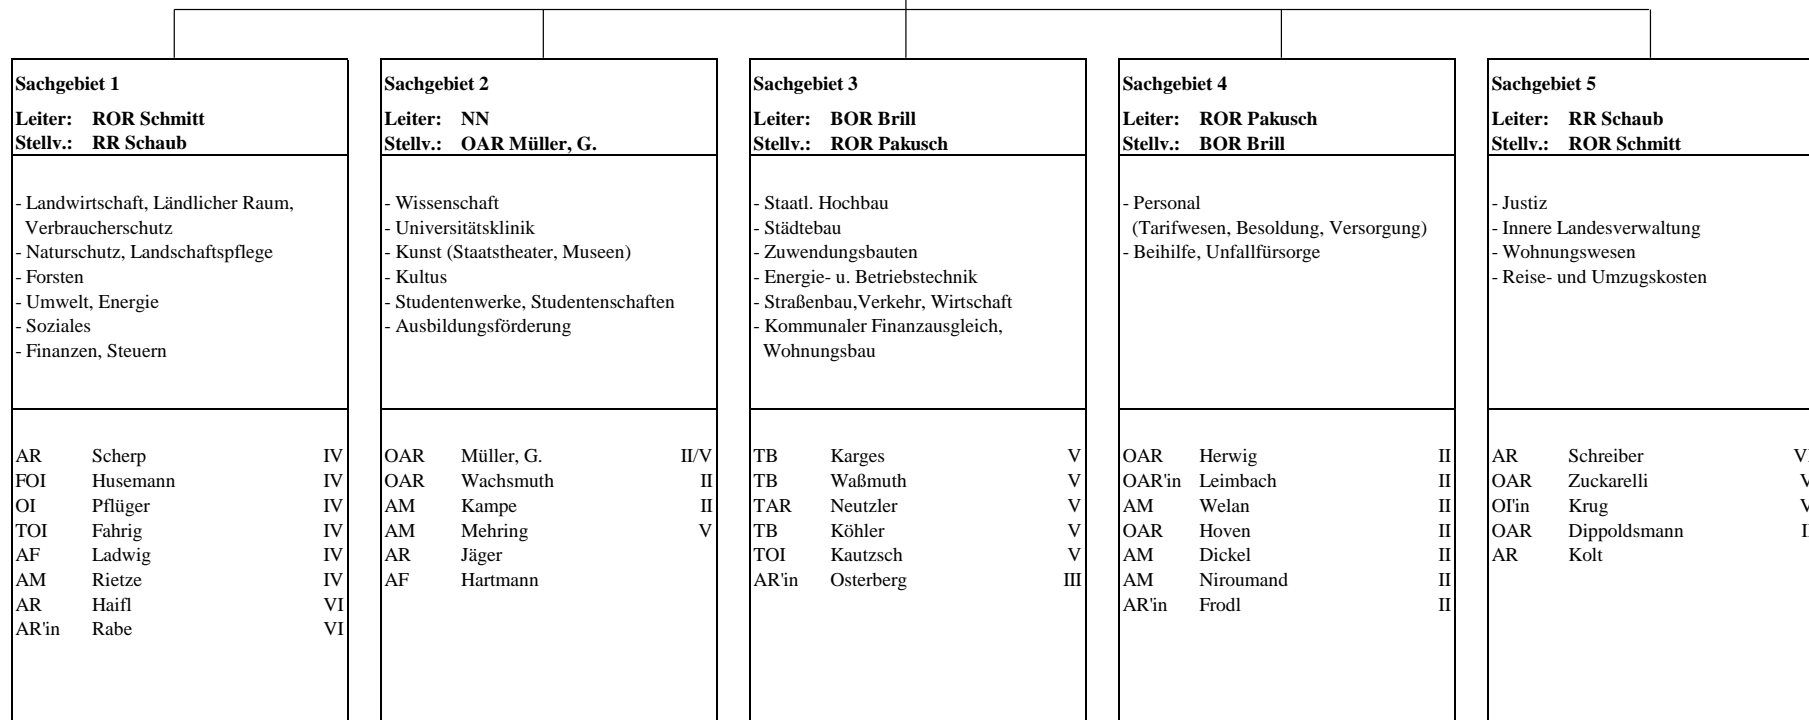 Sachgebiet 1
Leiter: ROR Schmitt
Stellv.: RR Schaub
- Landwirtschaft, Ländlicher Raum,
Verbraucherschutz
- Naturschutz, Landschaftspflege
- Forsten
- Umwelt, Energie
- Soziales
- Finanzen, Steuern
AR Scherp IV
FOI Husemann IV
OI Pflüger IV
TOI Fahrig IV
AF Ladwig IV
AM Rietze IV
AR Haifl VI
AR'in Rabe VI
Sachgebiet 2
Leiter: NN
Stellv.: OAR Müller, G.
- Wissenschaft
- Universitätsklinik
- Kunst (Staatstheater, Museen)
- Kultus
- Studentenwerke, Studentenschaften
- Ausbildungsförderung
OAR Müller, G. II/V
OAR Wachsmuth II
AM Kampe II
AM Mehring V
AR Jäger
AF Hartmann
Sachgebiet 3
Leiter: BOR Brill
Stellv.: ROR Pakusch
- Staatl. Hochbau
- Städtebau
- Zuwendungsbauten
- Energie- u. Betriebstechnik
- Straßenbau,Verkehr, Wirtschaft
- Kommunaler Finanzausgleich,
Wohnungsbau
TB Karges V
TB Waßmuth V
TAR Neutzler V
TB Köhler V
TOI Kautzsch V
AR'in Osterberg III
Sachgebiet 4
Leiter: ROR Pakusch
Stellv.: BOR Brill
- Personal
(Tarifwesen, Besoldung, Versorgung)
- Beihilfe, Unfallfürsorge
OAR Herwig II
OAR'in Leimbach II
AM Welan II
OAR Hoven II
AM Dickel II
AM Niroumand II
AR'in Frodl II
Sachgebiet 5
Leiter: RR Schaub
Stellv.: ROR Schmitt
- Justiz
- Innere Landesverwaltung
- Wohnungswesen
- Reise- und Umzugskosten
AR Schreiber
OAR Zuckarelli
OI'in Krug
OAR Dippoldsmann
AR Kolt